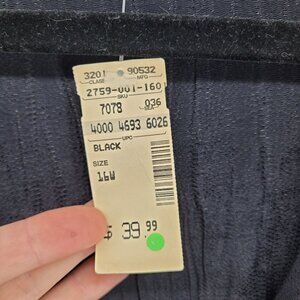 3201 90532
CLASS MFG
2759-001-160
SKU
7078 036
SEA
4000 4693 6026
UPC
BLACK
SIZE
16W
$ 39.99